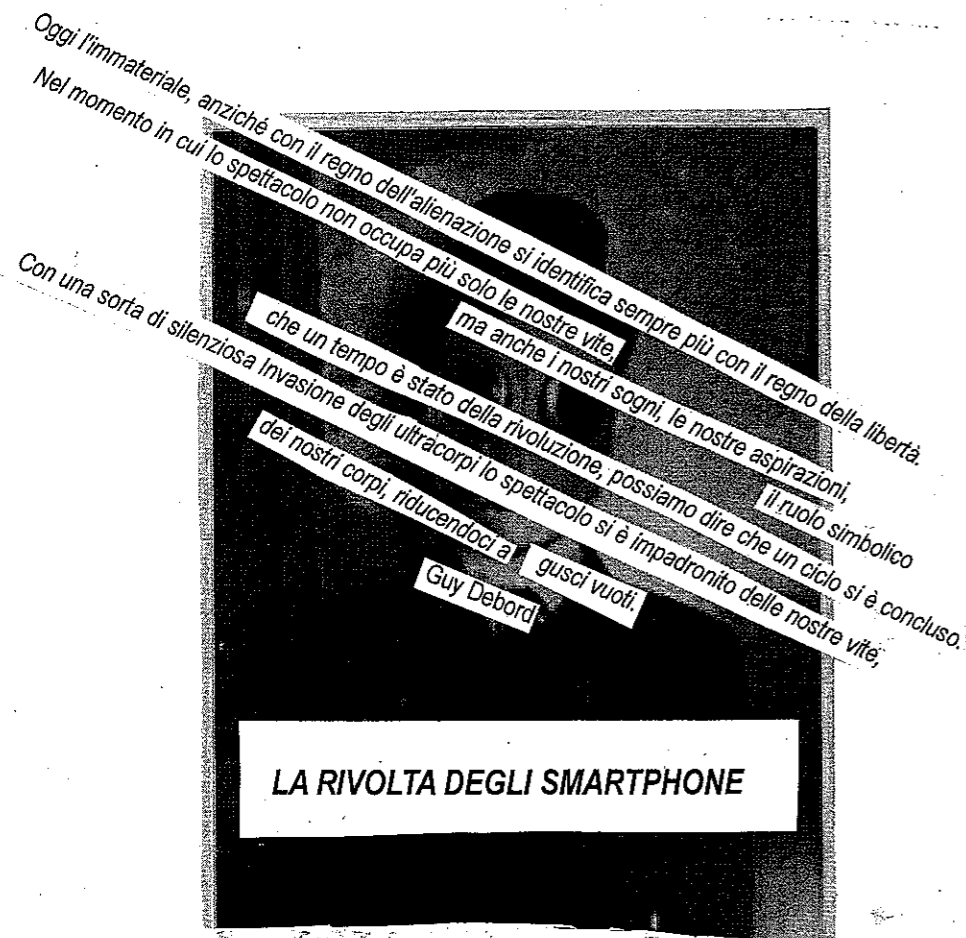 Oggi l'immateriale, anziché con il regno dell'alienazione si identifica sempre più con il regno della libertà.
Nel momento in cui lo spettacolo non occupa più solo le nostre vite,
ma anche i nostri sogni, le nostre aspirazioni,
il ruolo simbolico
che un tempo è stato della rivoluzione, possiamo dire che un ciclo si è concluso.
Con una sorta di silenziosa Invasione degli ultracorpi lo spettacolo si è impadronito delle nostre vite,
dei nostri corpi, riducendoci a
gusci vuoti.
Guy Debord
LA RIVOLTA DEGLI SMARTPHONE